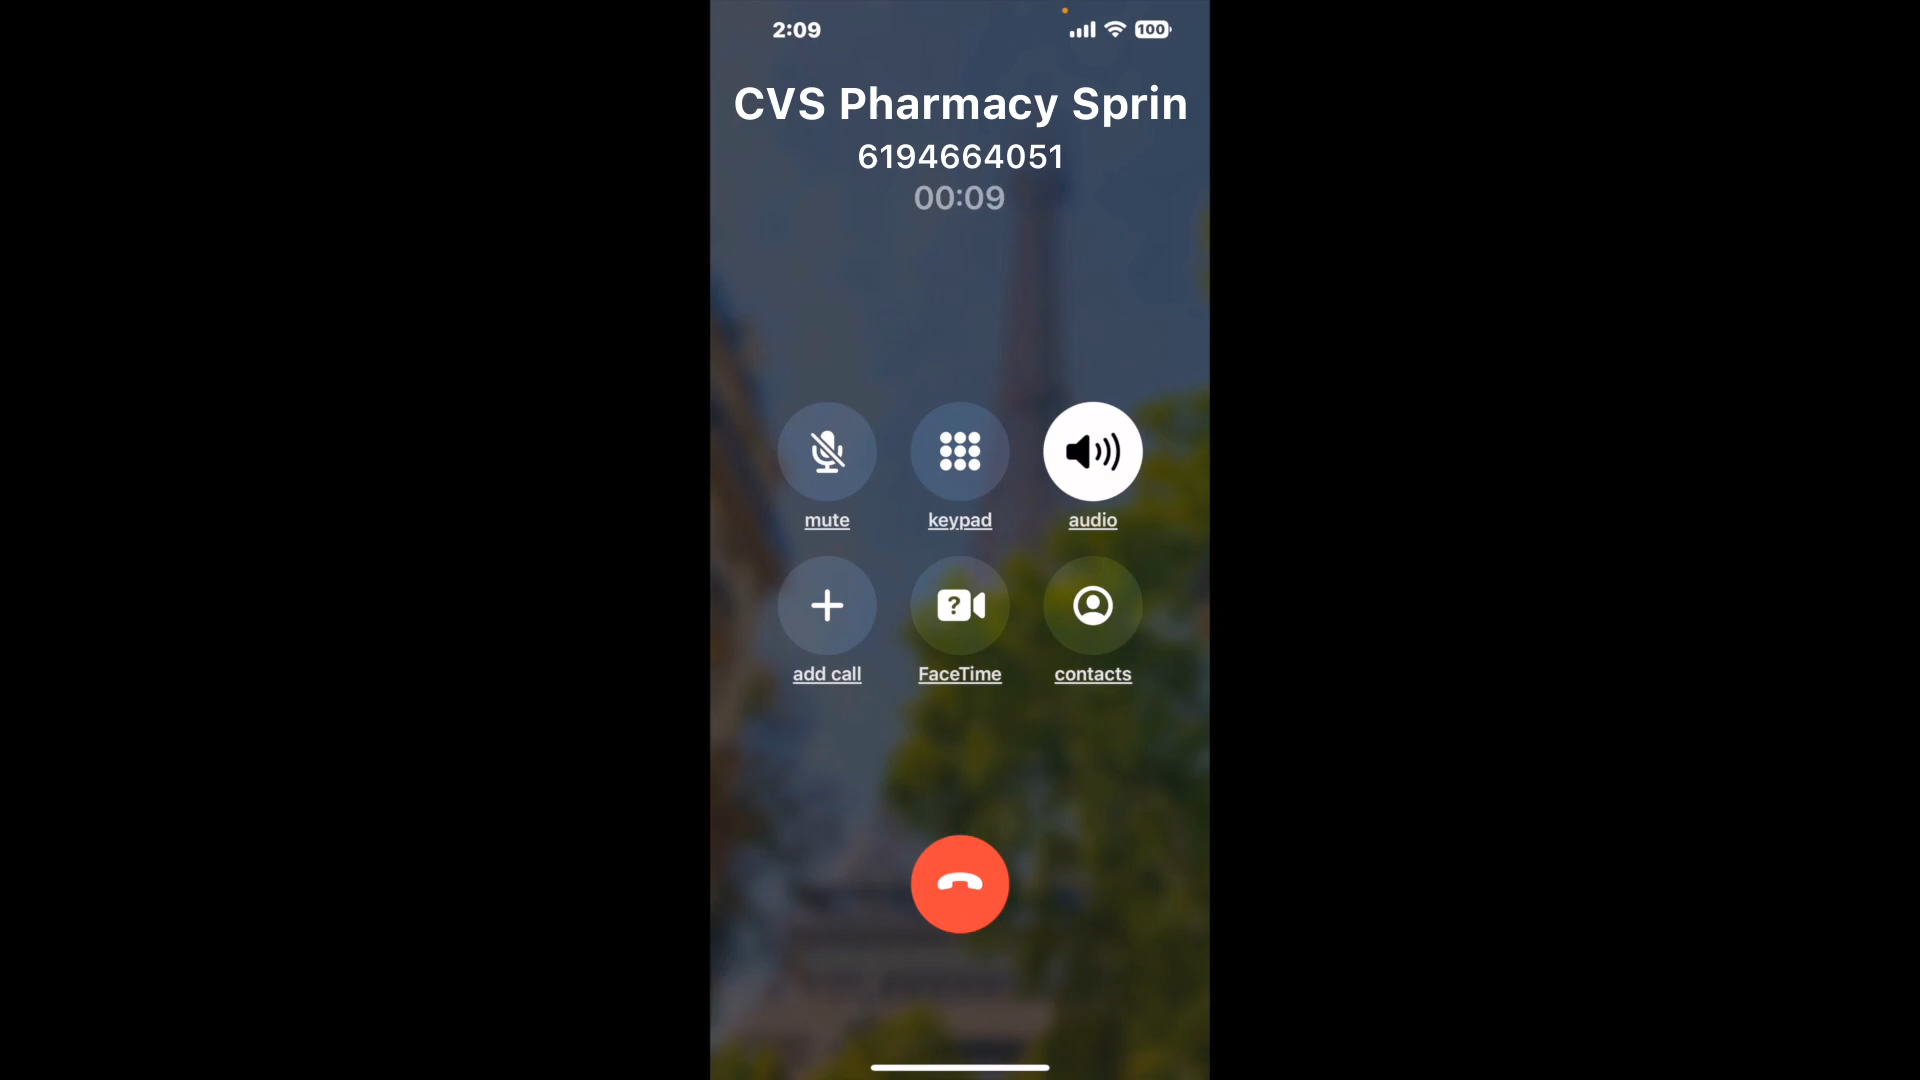 2:09
100
CVS Pharmacy Sprin
6194664051
00:09
mute
keypad
audio
?
add call
FaceTime
contacts